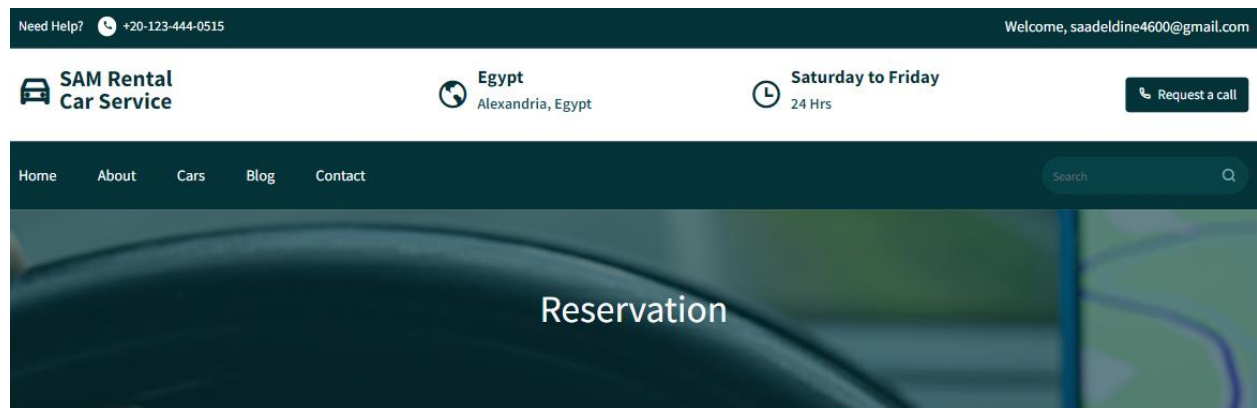 Need Help? +20-123-444-0515 Welcome, saadeldine4600@gmail.com
SAM Rental
Car Service
Egypt
Alexandria, Egypt
Saturday to Friday
24 Hrs
Request a call
Home About Cars Blog Contact Search
Reservation